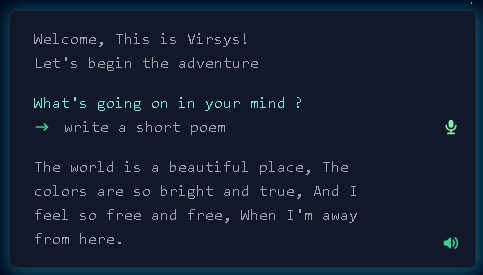 Welcome, This is Virsys!
Let's begin the adventure
What's going on in your mind ?
→ write a short poem
The world is a beautiful place, The
colors are so bright and true, And I
feel so free and free, When I'm away
from here.